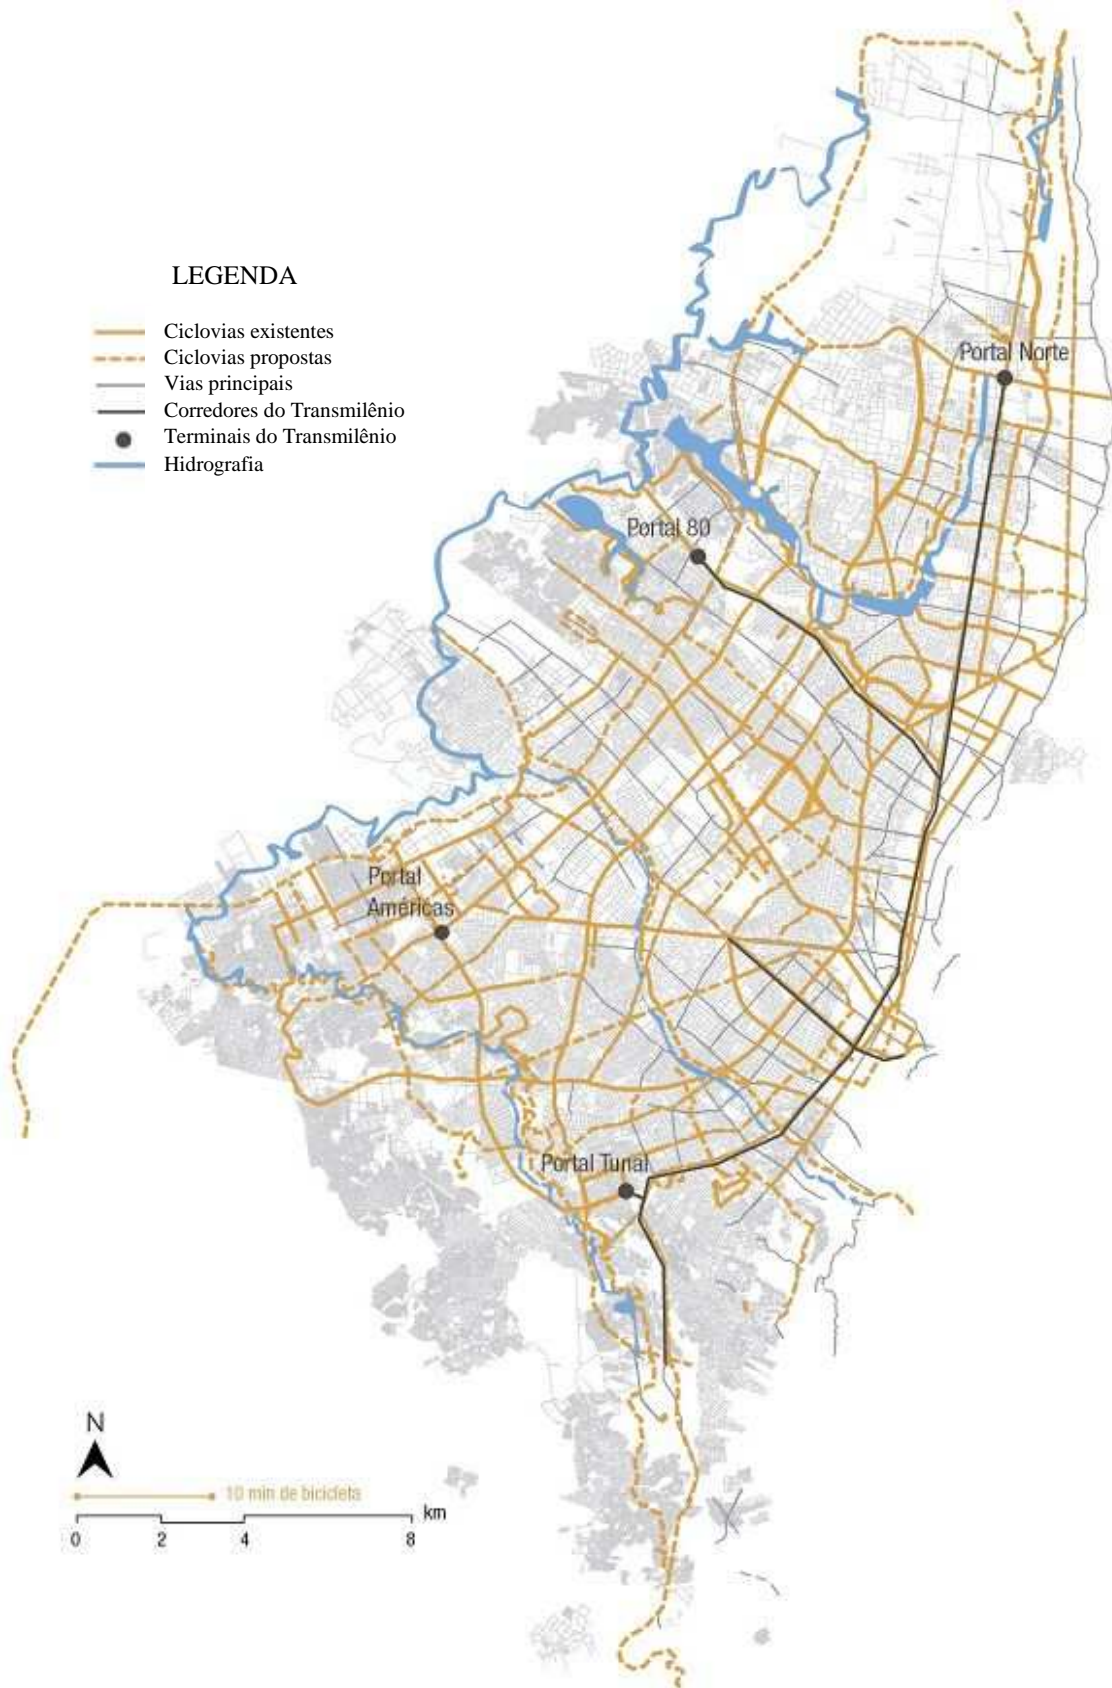 LEGENDA
Ciclovias existentes
Ciclovias propostas
Vias principais
Corredores do Transmilênio
Terminais do Transmilênio
Hidrografia
Portal Norte
Portal 80
Portal
Américas
Portal Tunal
N
10 min de bicicleta
km
0 2 4 8